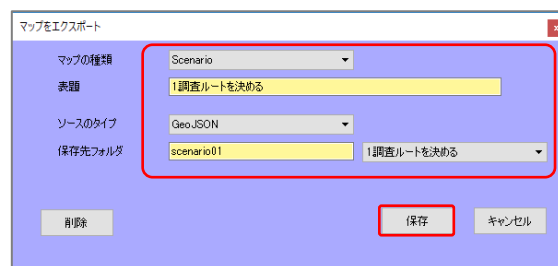 マップをエクスポート
マップの種類 Scenario
表題 1調査ルートを決める
ソースのタイプ GeoJSON
保存先フォルダ scenario01 1調査ルートを決める
削除 保存 キャンセル